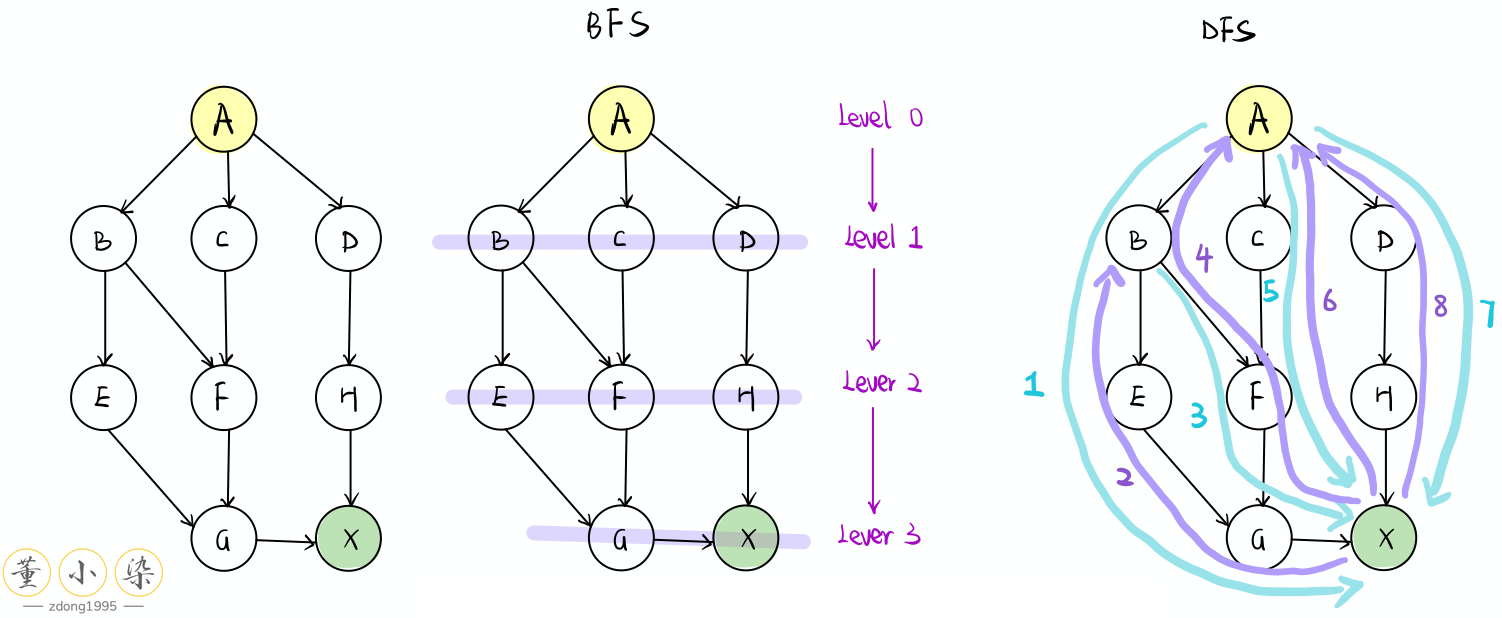 BFS
DFS
A
B C D
E F H
G X
A
B C D
E F H
G X
Level 0
Level 1
Lever 2
Lever 3
A
B C D
E F H
G X
1
2
3
4
5
6
7
8
董小染
zdong1995